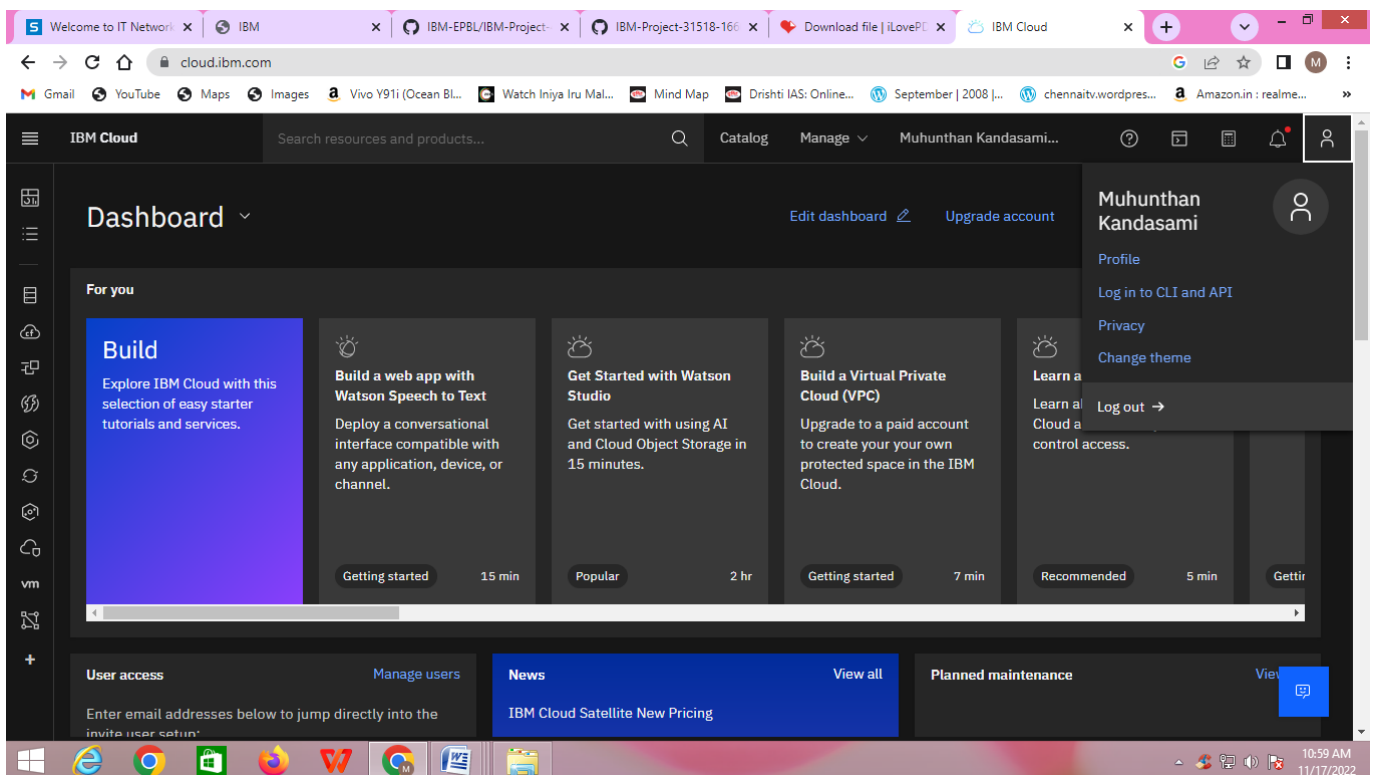 Welcome to IT Network
IBM
IBM-EPBL/IBM-Project-
IBM-Project-31518-166
Download file | iLovePD
IBM Cloud
cloud.ibm.com
M
Gmail
YouTube
Maps
Images
Vivo Y91i (Ocean Bl...
Watch Iniya Iru Mal...
Mind Map
Drishti IAS: Online...
September | 2008 |...
chennaitv.wordpres...
Amazon.in : realme...
»
IBM Cloud
Search resources and products...
Catalog
Manage
Muhunthan Kandasami...
Dashboard
Edit dashboard
Upgrade account
Muhunthan
Kandasami
Profile
Log in to CLI and API
Privacy
Change theme
Log out →
For you
Build
Explore IBM Cloud with this
selection of easy starter
tutorials and services.
Build a web app with
Watson Speech to Text
Deploy a conversational
interface compatible with
any application, device, or
channel.
Getting started
15 min
Get Started with Watson
Studio
Get started with using AI
and Cloud Object Storage in
15 minutes.
Popular
2 hr
Build a Virtual Private
Cloud (VPC)
Upgrade to a paid account
to create your your own
protected space in the IBM
Cloud.
Getting started
7 min
Learn a
Learn al
Cloud a
control access.
Recommended
5 min
Gettin
vm
User access
Manage users
Enter email addresses below to jump directly into the
invite user setup:
News
View all
IBM Cloud Satellite New Pricing
Planned maintenance
View
10:59 AM
11/17/2022